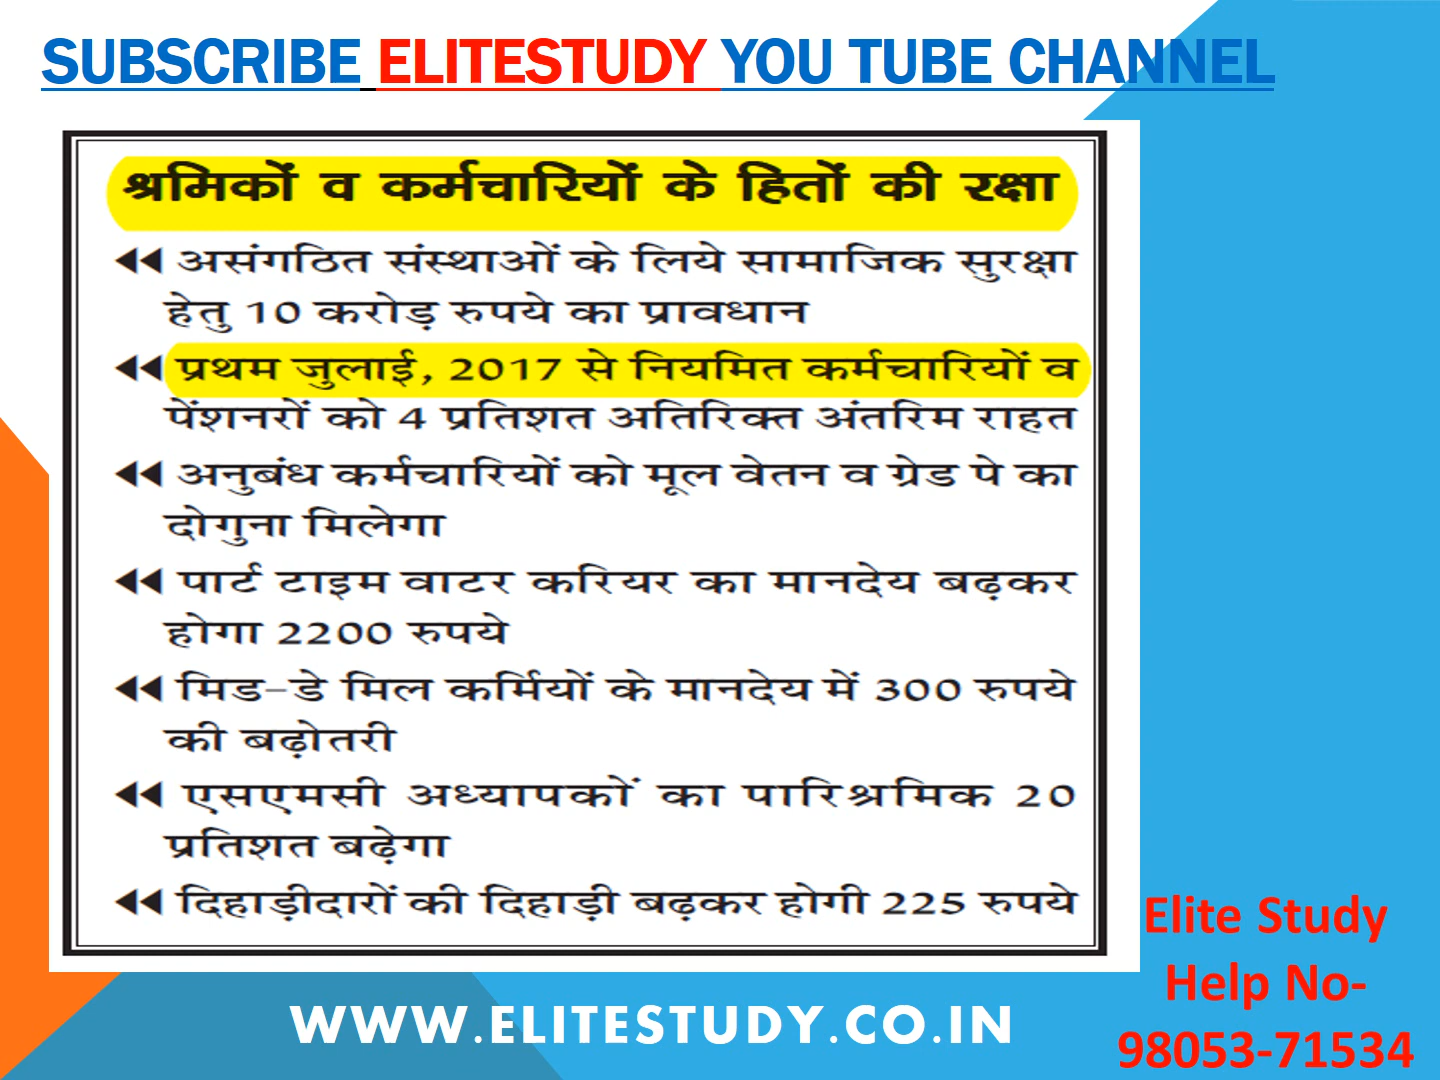 SUBSCRIBE ELITESTUDY YOU TUBE CHANNEL
श्रमिकों व कर्मचारियों के हितों की रक्षा
◀◀ असंगठित संस्थाओं के लिये सामाजिक सुरक्षा
हेतु 10 करोड़ रुपये का प्रावधान
◀◀ प्रथम जुलाई, 2017 से नियमित कर्मचारियों व
पेंशनरों को 4 प्रतिशत अतिरिक्त अंतरिम राहत
◀◀ अनुबंध कर्मचारियों को मूल वेतन व ग्रेड पे का
दोगुना मिलेगा
◀◀ पार्ट टाइम वाटर करियर का मानदेय बढ़कर
होगा 2200 रुपये
◀◀ मिड-डे मिल कर्मियों के मानदेय में 300 रुपये
की बढ़ोतरी
◀◀ एसएमसी अध्यापकों का पारिश्रमिक 20
प्रतिशत बढ़ेगा
◀◀ दिहाड़ीदारों की दिहाड़ी बढ़कर होगी 225 रुपये
Elite Study
Help No-
98053-71534
WWW.ELITESTUDY.CO.IN